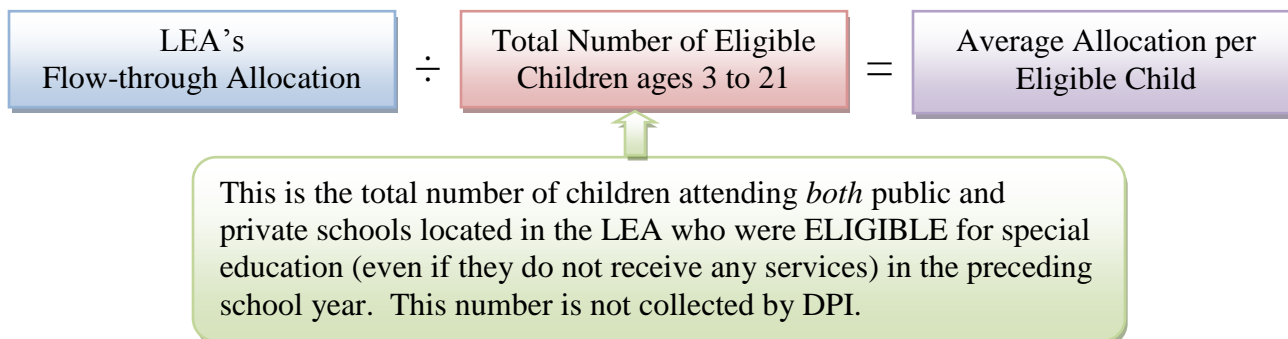 LEA’s
Flow-through Allocation
÷
Total Number of Eligible
Children ages 3 to 21
=
Average Allocation per
Eligible Child
This is the total number of children attending both public and
private schools located in the LEA who were ELIGIBLE for special
education (even if they do not receive any services) in the preceding
school year.  This number is not collected by DPI.